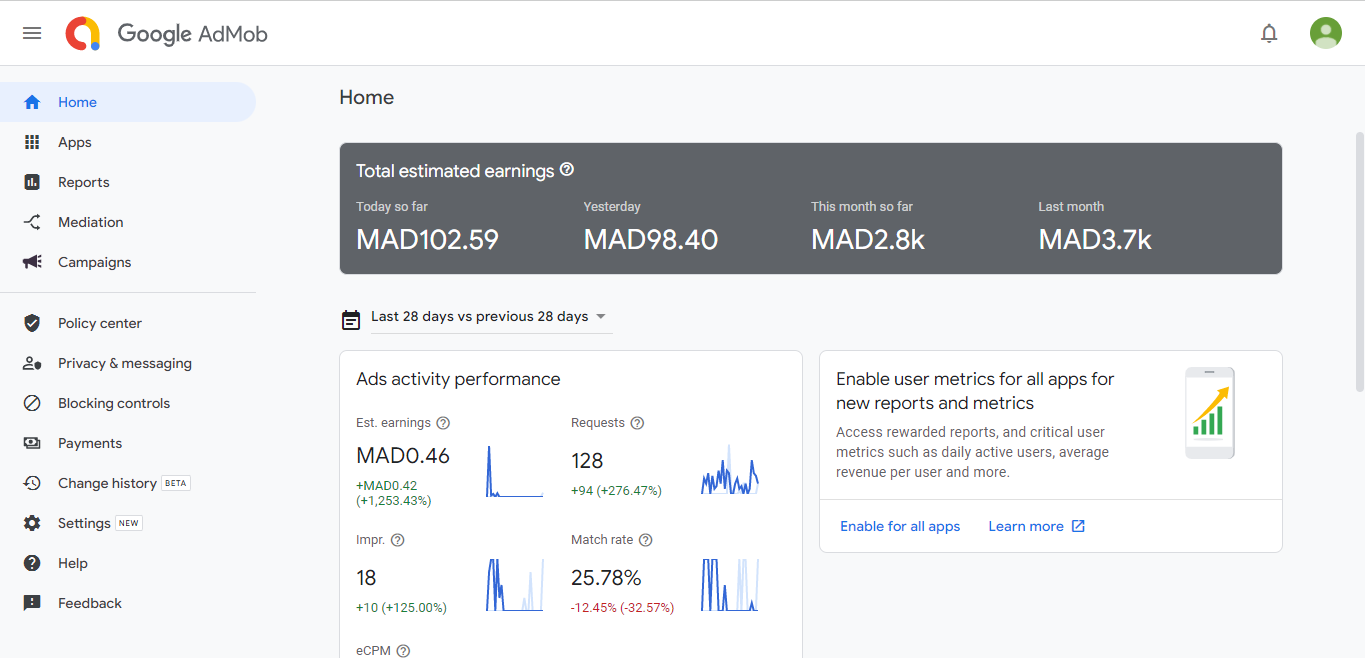 Google AdMob
Home
Apps
Reports
Mediation
Campaigns
Policy center
Privacy & messaging
Blocking controls
Payments
Change history BETA
Settings NEW
Help
Feedback
Home
Total estimated earnings
Today so far
MAD102.59
Yesterday
MAD98.40
This month so far
MAD2.8k
Last month
MAD3.7k
Last 28 days vs previous 28 days
Ads activity performance
Est. earnings
MAD0.46
+MAD0.42
(+1,253.43%)
Requests
128
+94 (+276.47%)
Impr.
18
+10 (+125.00%)
Match rate
25.78%
-12.45% (-32.57%)
eCPM
Enable user metrics for all apps for
new reports and metrics
Access rewarded reports, and critical user
metrics such as daily active users, average
revenue per user and more.
Enable for all apps
Learn more